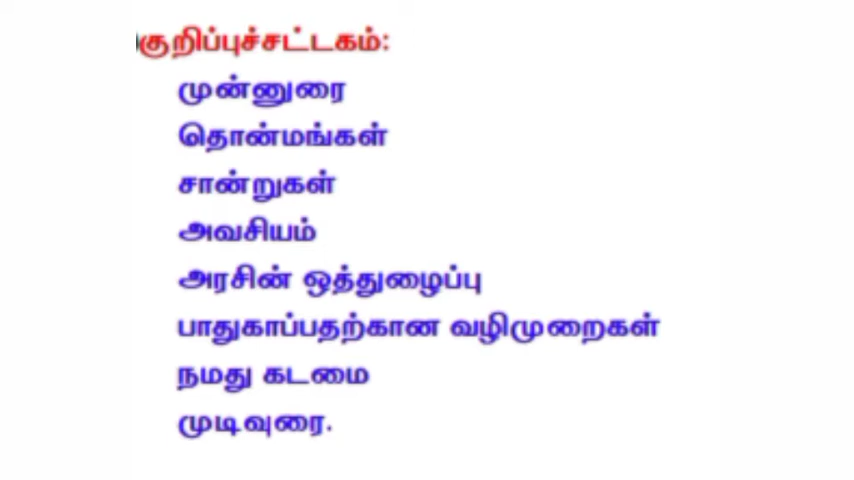 குறிப்புச்சட்டகம்:
முன்னுரை
தொன்மங்கள்
சான்றுகள்
அவசியம்
அரசின் ஒத்துழைப்பு
பாதுகாப்பதற்கான வழிமுறைகள்
நமது கடமை
முடிவுரை.